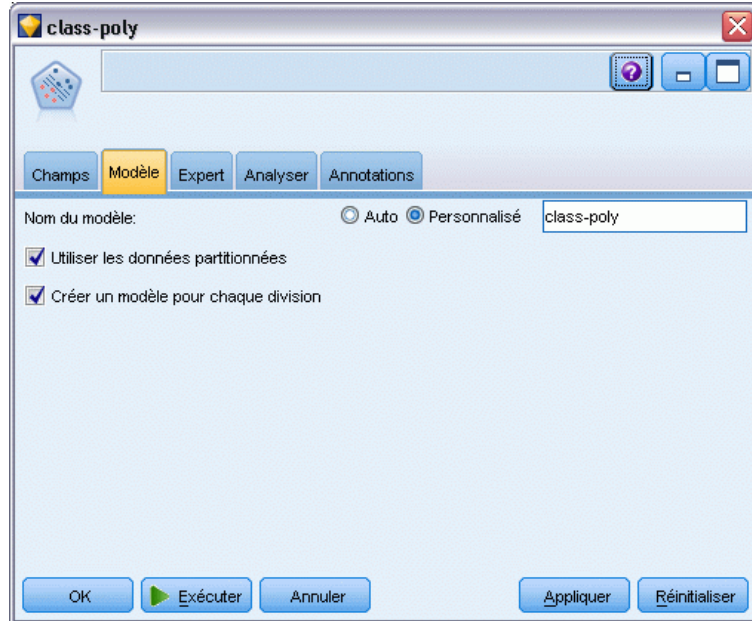 class-poly
?
Champs Modèle Expert Analyser Annotations
Nom du modèle: Auto Personnalisé class-poly
Utiliser les données partitionnées
Créer un modèle pour chaque division
OK Exécuter Annuler Appliquer Réinitialiser